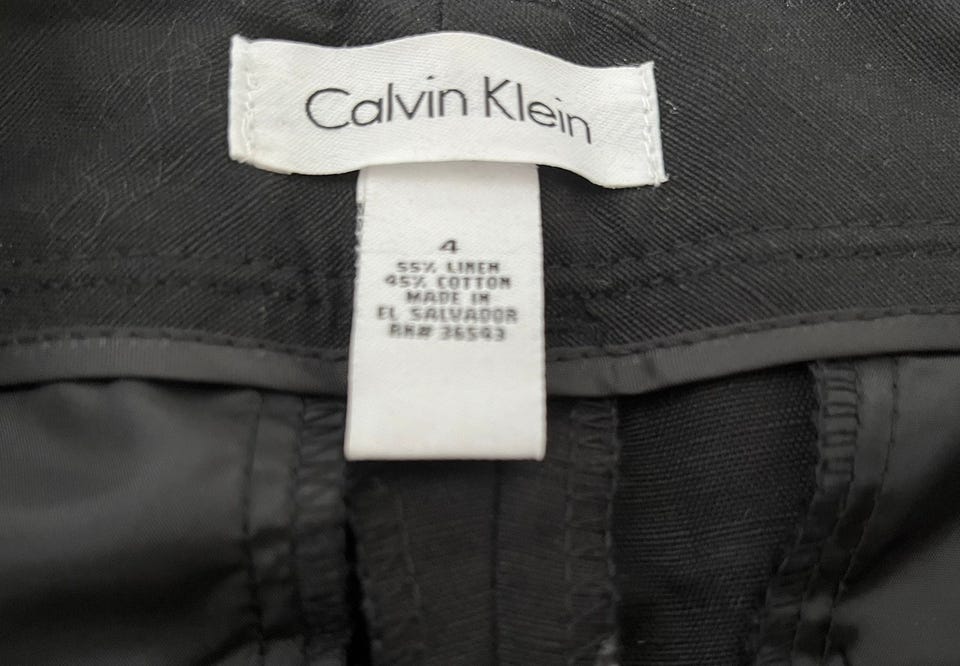 Calvin Klein
4
55% LINEN
45% COTTON
MADE IN
EL SALVADOR
RN# 36543